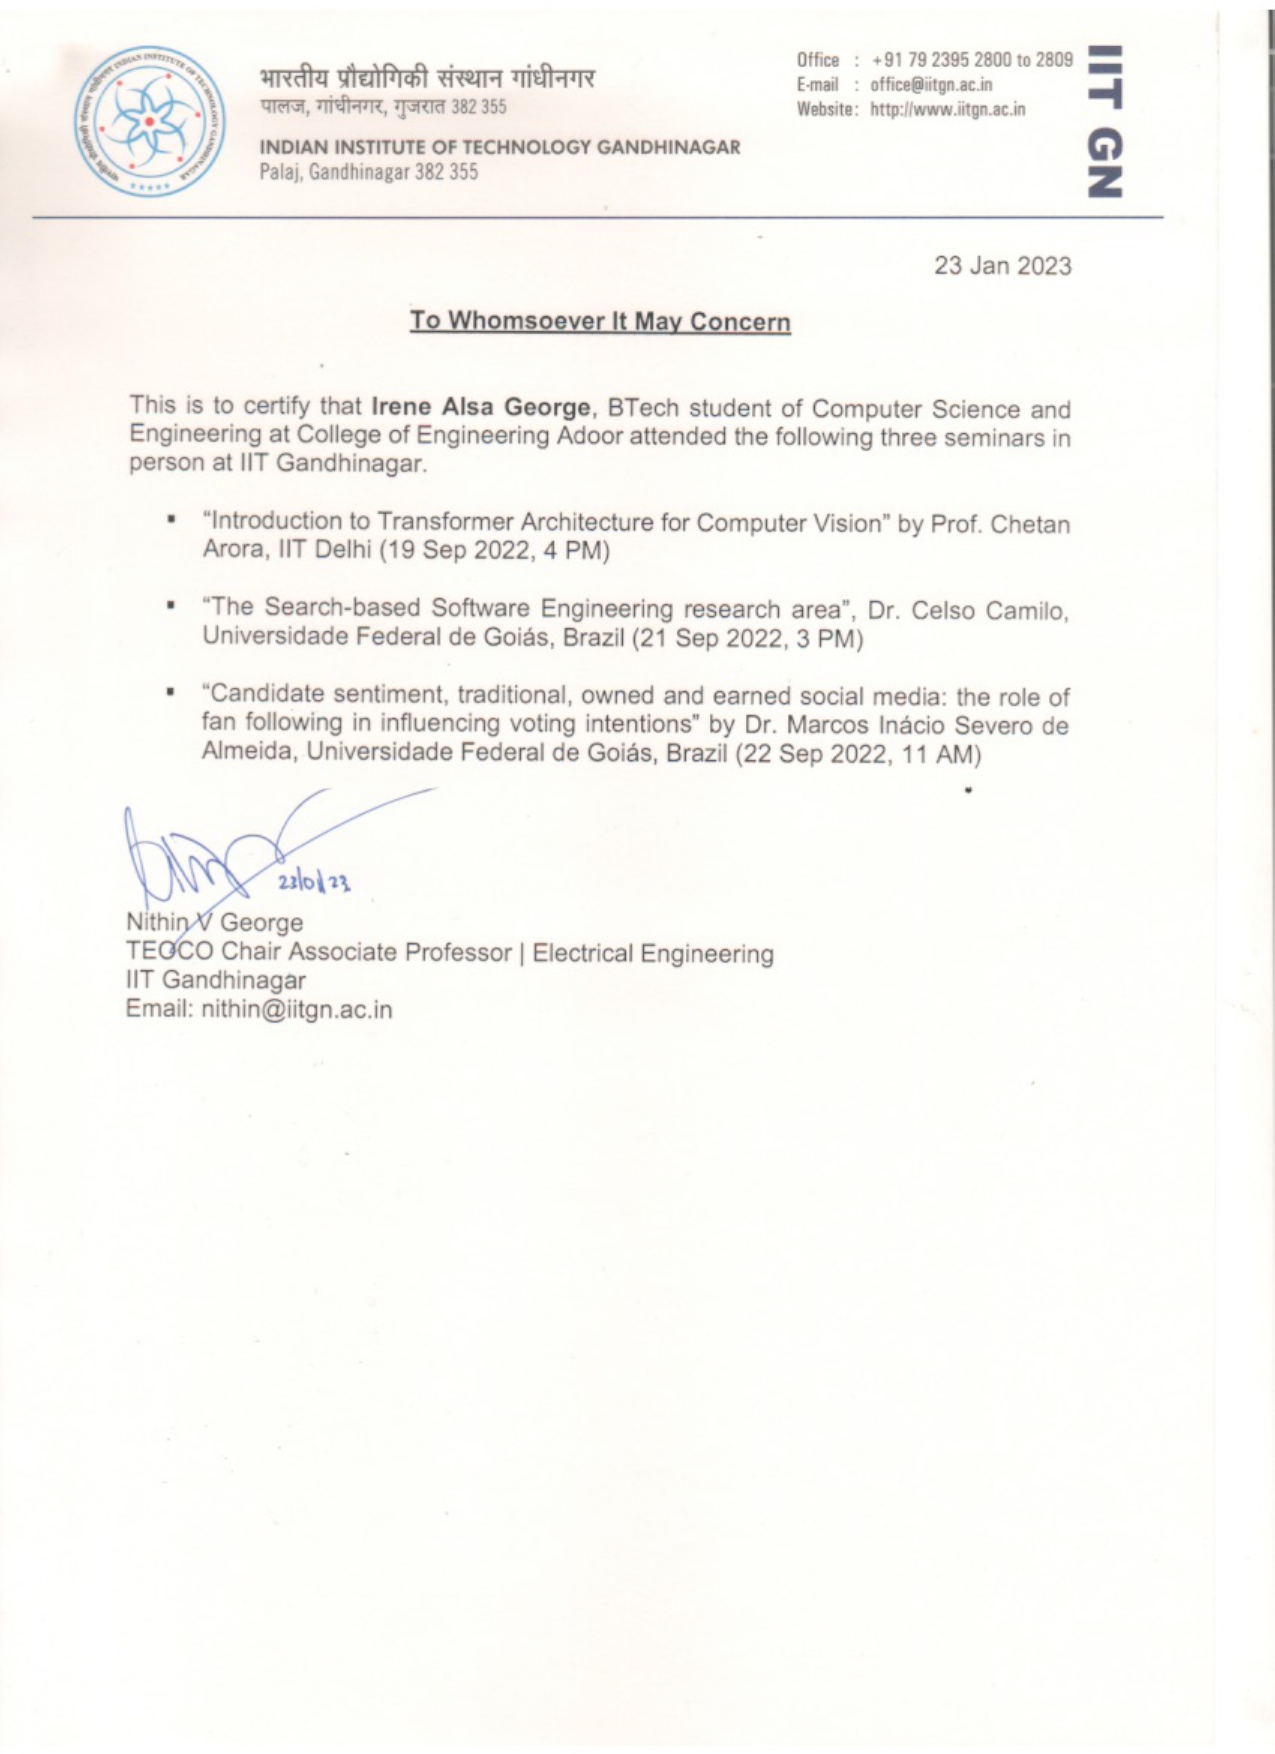 भारतीय प्रौद्योगिकी संस्थान गांधीनगर
पालज, गांधीनगर, गुजरात 382 355
INDIAN INSTITUTE OF TECHNOLOGY GANDHINAGAR
Palaj, Gandhinagar 382 355
Office : +91 79 2395 2800 to 2809
E-mail : office@iitgn.ac.in
Website: http://www.iitgn.ac.in
IIT GN
भारतीय प्रौद्योगिकी संस्थान गांधीनगर INDIAN INSTITUTE OF TECHNOLOGY GANDHINAGAR
23 Jan 2023
To Whomsoever It May Concern
This is to certify that Irene Alsa George, BTech student of Computer Science and
Engineering at College of Engineering Adoor attended the following three seminars in
person at IIT Gandhinagar.
▪ “Introduction to Transformer Architecture for Computer Vision” by Prof. Chetan
Arora, IIT Delhi (19 Sep 2022, 4 PM)
▪ “The Search-based Software Engineering research area”, Dr. Celso Camilo,
Universidade Federal de Goiás, Brazil (21 Sep 2022, 3 PM)
▪ “Candidate sentiment, traditional, owned and earned social media: the role of
fan following in influencing voting intentions" by Dr. Marcos Inácio Severo de
Almeida, Universidade Federal de Goiás, Brazil (22 Sep 2022, 11 AM)
23/01/23
Nithin V George
TEOCO Chair Associate Professor | Electrical Engineering
IIT Gandhinagar
Email: nithin@iitgn.ac.in